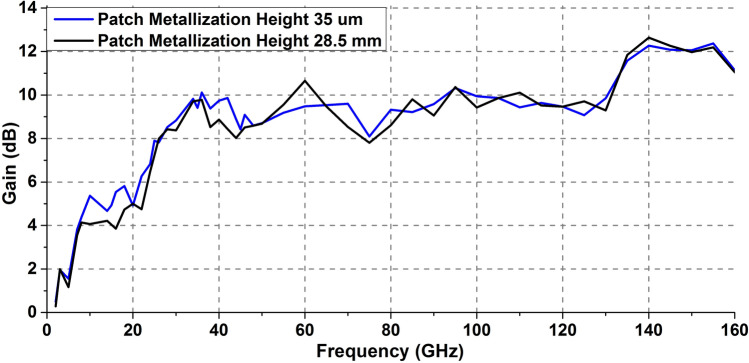 Patch Metallization Height 35 um
Patch Metallization Height 28.5 mm
14
12
10
8
6
4
2
0
Gain (dB)
0 20 40 60 80 100 120 140 160
Frequency (GHz)